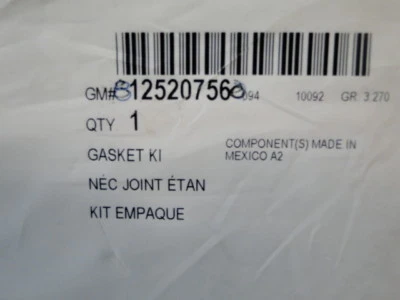 GM# 12520756 094 10092 GR. 3.270
QTY 1
GASKET KI
COMPONENT(S) MADE IN
MEXICO A2
NÉC JOINT ÉTAN
KIT EMPAQUE